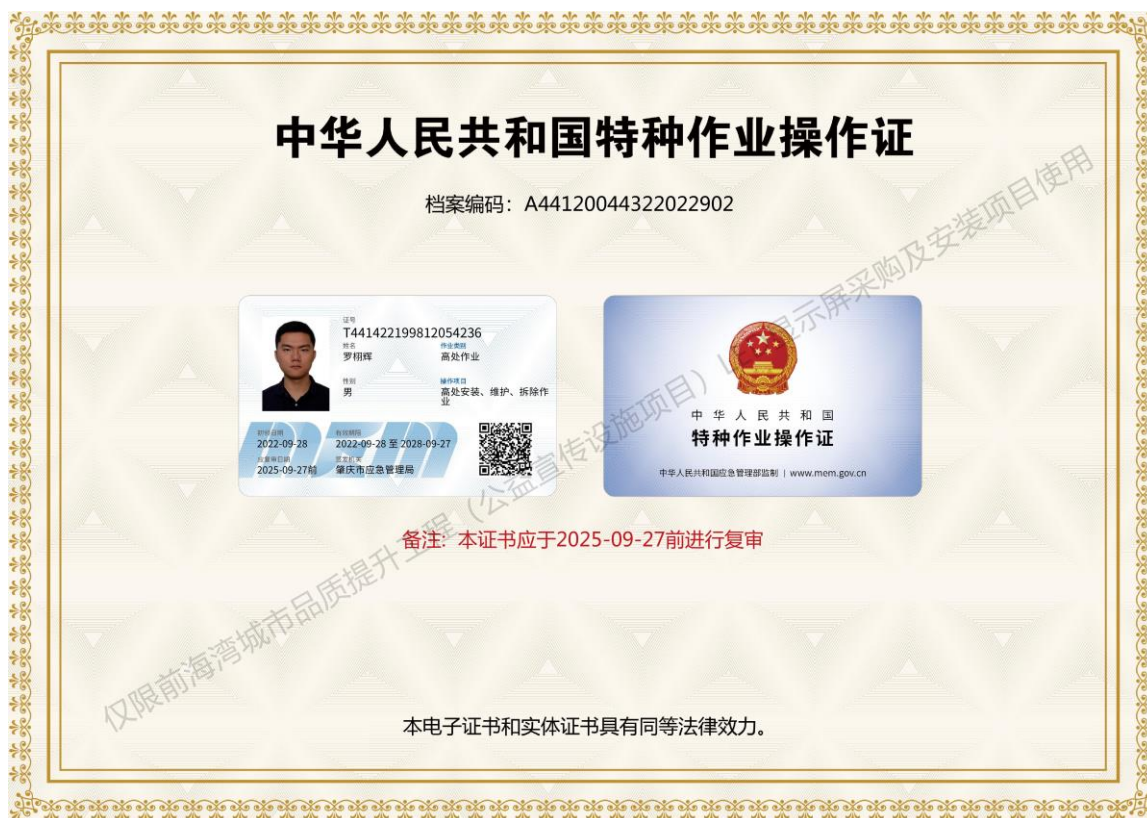 中华人民共和国特种作业操作证
档案编码：A44120044322022902
证号
T441422199812054236
姓名
罗栩辉
作业类别
高处作业
性别
男
操作项目
高处安装、维护、拆除作
业
初领日期
2022-09-28
有效期限
2022-09-28 至 2028-09-27
应复审日期
2025-09-27前
签发机关
肇庆市应急管理局
中华人民共和国
特种作业操作证
中华人民共和国应急管理部监制 | www.mem.gov.cn
备注：本证书应于2025-09-27前进行复审
仅限前海湾城市品质提升工程（公益宣传设施项目）LED显示屏采购及安装项目使用
本电子证书和实体证书具有同等法律效力。